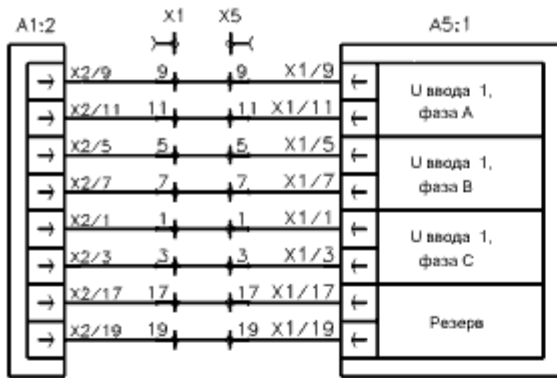 X1 X5
A1:2 A5:1
X2/9 9 9 X1/9
X2/11 11 11 X1/11
U ввода 1,
фаза А
X2/5 5 5 X1/5
X2/7 7 7 X1/7
U ввода 1,
фаза В
X2/1 1 1 X1/1
X2/3 3 3 X1/3
U ввода 1,
фаза С
X2/17 17 17 X1/17
X2/19 19 19 X1/19
Резерв